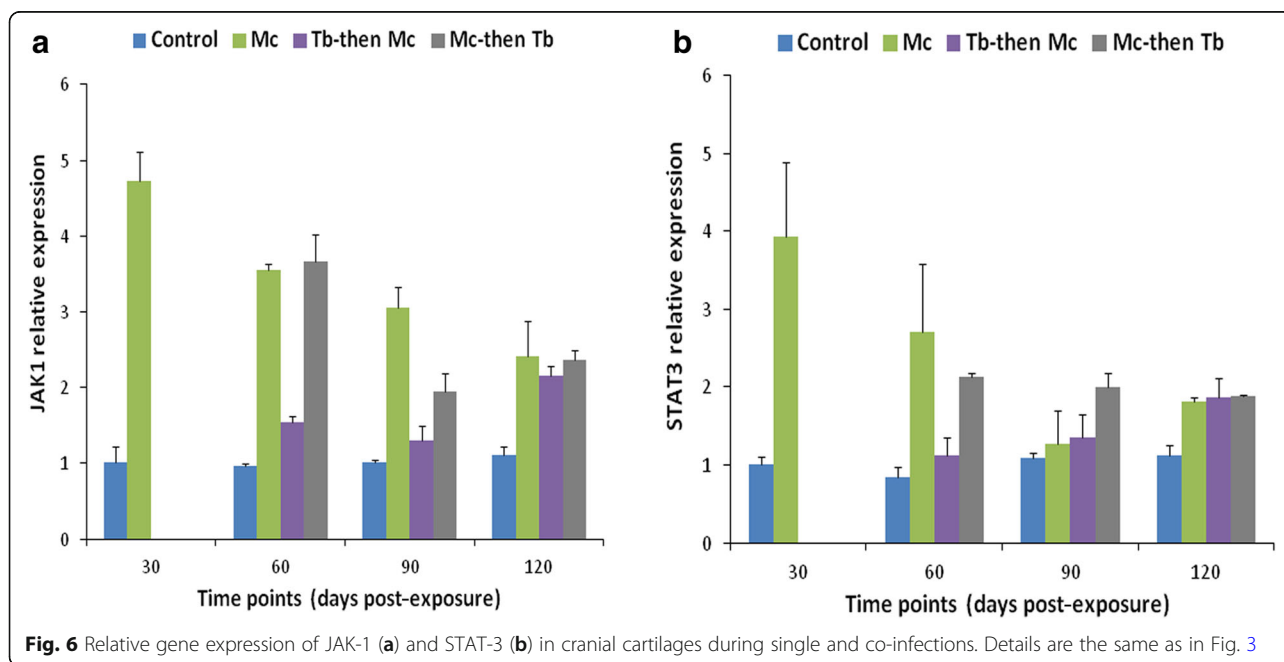 a
Control Mc Tb-then Mc Mc-then Tb
JAK1 relative expression
6
5
4
3
2
1
0
30 60 90 120
Time points (days post-exposure)
b
Control Mc Tb-then Mc Mc-then Tb
STAT3 relative expression
6
5
4
3
2
1
0
30 60 90 120
Time points (days post-exposure)
Fig. 6 Relative gene expression of JAK-1 (a) and STAT-3 (b) in cranial cartilages during single and co-infections. Details are the same as in Fig. 3